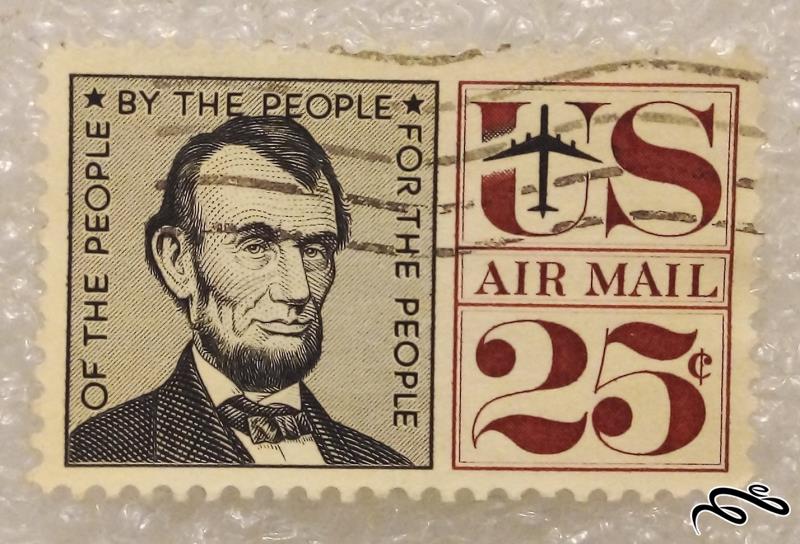 OF THE PEOPLE
★ BY THE PEOPLE ★
FOR THE PEOPLE
US
AIR MAIL
25¢